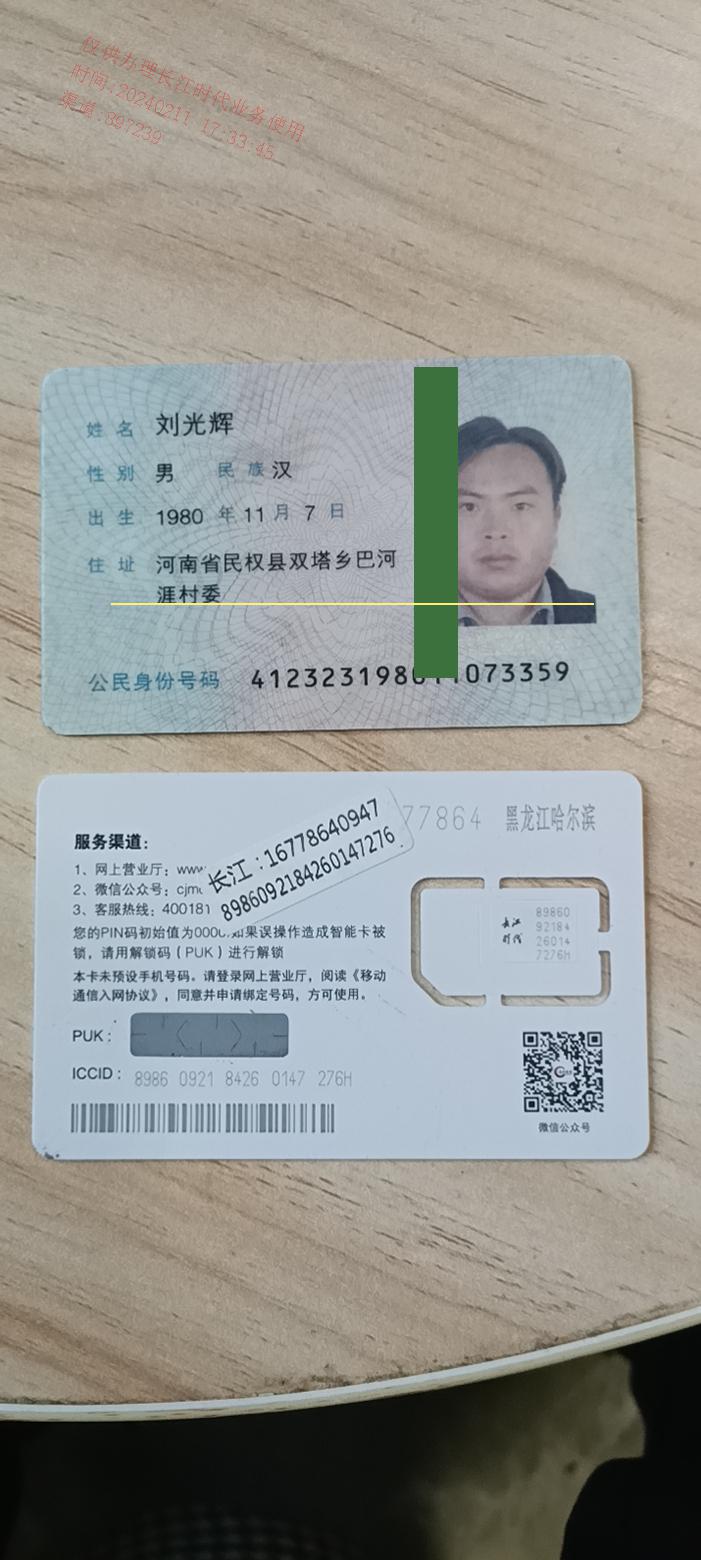 仅供办理长江时代业务使用
时间:20240211 17:33:45
渠道:897239
姓名 刘光辉
性别 男 民族 汉
出生 1980 年 11 月 7 日
住址 河南省民权县双塔乡巴河
涯村委
公民身份号码 412323198 073359
77864 黑龙江哈尔滨
长江：16778640947
8986092184260147276
服务渠道：
1、网上营业厅：www
2、微信公众号：cjm
3、客服热线：400181
您的PIN码初始值为000 如果误操作造成智能卡被
锁，请用解锁码（PUK）进行解锁
本卡未预设手机号码。请登录网上营业厅，阅读《移动
通信入网协议》，同意并申请绑定号码，方可使用。
长江
时代
89860
92184
26014
7276H
PUK：
ICCID： 8986 0921 8426 0147 276H
微信公众号